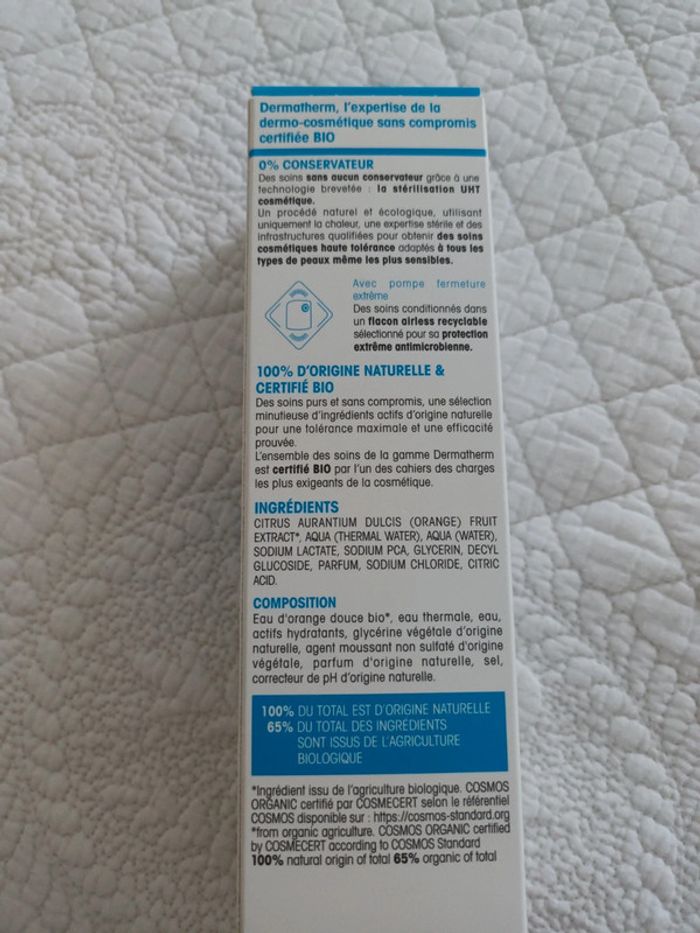 Dermatherm, l'expertise de la
dermo-cosmétique sans compromis
certifiée BIO
0% CONSERVATEUR
Des soins sans aucun conservateur grâce à une
technologie brevetée : la stérilisation UHT
cosmétique.
Un procédé naturel et écologique, utilisant
uniquement la chaleur, une expertise stérile et des
infrastructures qualifiées pour obtenir des soins
cosmétiques haute tolérance adaptés à tous les
types de peaux même les plus sensibles.
Avec pompe fermeture
extrême
Des soins conditionnés dans
un flacon airless recyclable
sélectionné pour sa protection
extrême antimicrobienne.
100% D'ORIGINE NATURELLE &
CERTIFIÉ BIO
Des soins purs et sans compromis, une sélection
minutieuse d'ingrédients actifs d'origine naturelle
pour une tolérance maximale et une efficacité
prouvée.
L'ensemble des soins de la gamme Dermatherm
est certifié BIO par l'un des cahiers des charges
les plus exigeants de la cosmétique.
INGRÉDIENTS
CITRUS AURANTIUM DULCIS (ORANGE) FRUIT
EXTRACT*, AQUA (THERMAL WATER), AQUA (WATER),
SODIUM LACTATE, SODIUM PCA, GLYCERIN, DECYL
GLUCOSIDE, PARFUM, SODIUM CHLORIDE, CITRIC
ACID.
COMPOSITION
Eau d'orange douce bio*, eau thermale, eau,
actifs hydratants, glycérine végétale d'origine
naturelle, agent moussant non sulfaté d'origine
végétale, parfum d'origine naturelle, sel,
correcteur de pH d'origine naturelle.
100% DU TOTAL EST D'ORIGINE NATURELLE
65% DU TOTAL DES INGRÉDIENTS
SONT ISSUS DE L'AGRICULTURE
BIOLOGIQUE
*Ingrédient issu de l'agriculture biologique. COSMOS
ORGANIC certifié par COSMECERT selon le référentiel
COSMOS disponible sur : https://cosmos-standard.org
*from organic agriculture. COSMOS ORGANIC certified
by COSMECERT according to COSMOS Standard
100% natural origin of total 65% organic of total